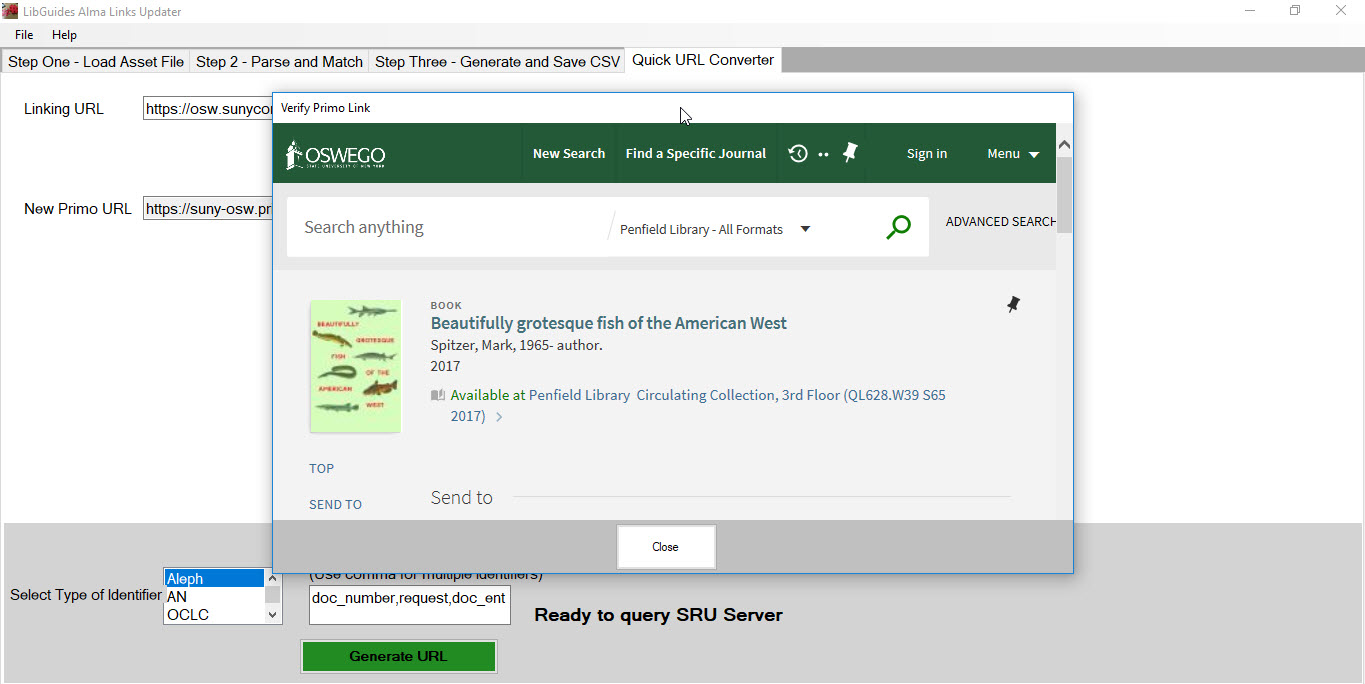 LibGuides Alma Links Updater
File Help
Step One - Load Asset File Step 2 - Parse and Match Step Three - Generate and Save CSV Quick URL Converter
Linking URL https://osw.sunyco
Verify Primo Link
OSWEGO
STATE UNIVERSITY OF NEW YORK
New Search Find a Specific Journal Sign in Menu
New Primo URL https://suny-osw.pr
Search anything Penfield Library - All Formats ADVANCED SEARCH
BEAUTIFULLY
GROTESQUE
FISH
OF THE
AMERICAN
WEST
BOOK
Beautifully grotesque fish of the American West
Spitzer, Mark, 1965- author.
2017
Available at Penfield Library Circulating Collection, 3rd Floor (QL628.W39 S65
2017)
TOP
SEND TO
Send to
Close
Select Type of Identifier
Aleph
AN
OCLC
(Use comma for multiple identifiers)
doc_number,request,doc_ent
Ready to query SRU Server
Generate URL